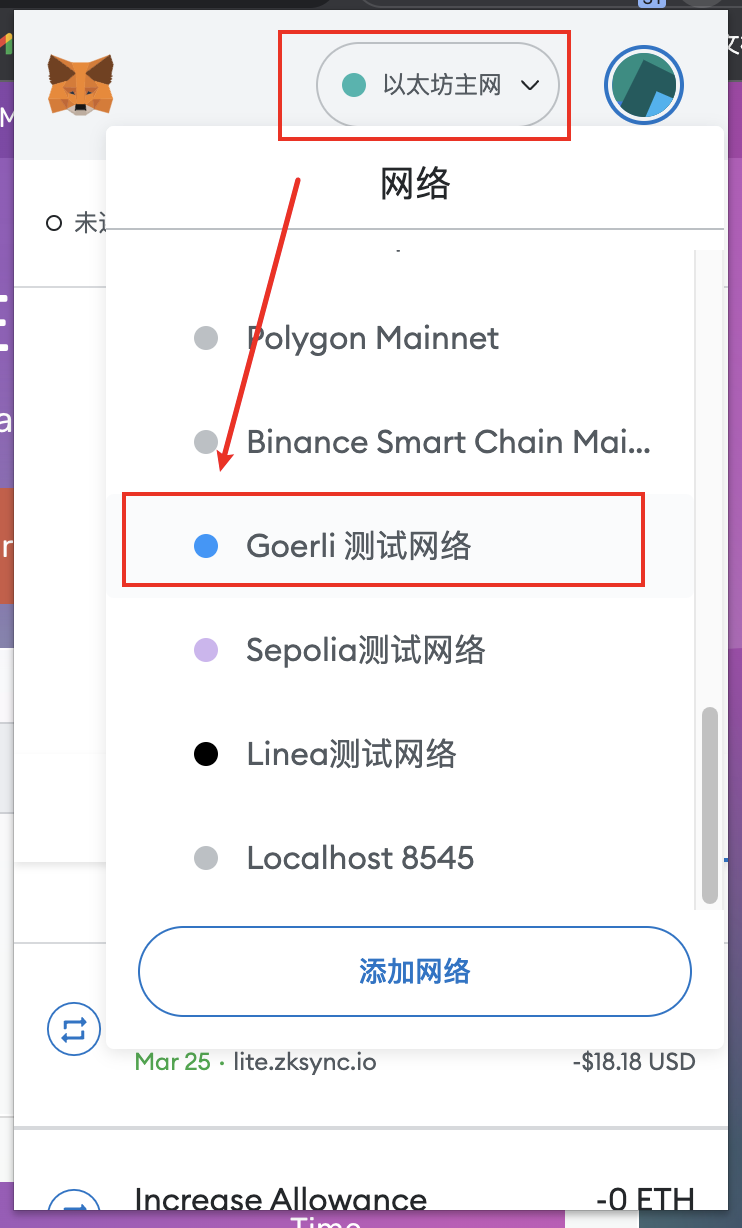 以太坊主网
网络
未
Polygon Mainnet
Binance Smart Chain Mai...
Goerli 测试网络
Sepolia测试网络
Linea测试网络
Localhost 8545
添加网络
Mar 25 · lite.zksync.io
-$18.18 USD
Increase Allowance
-0 ETH
Time